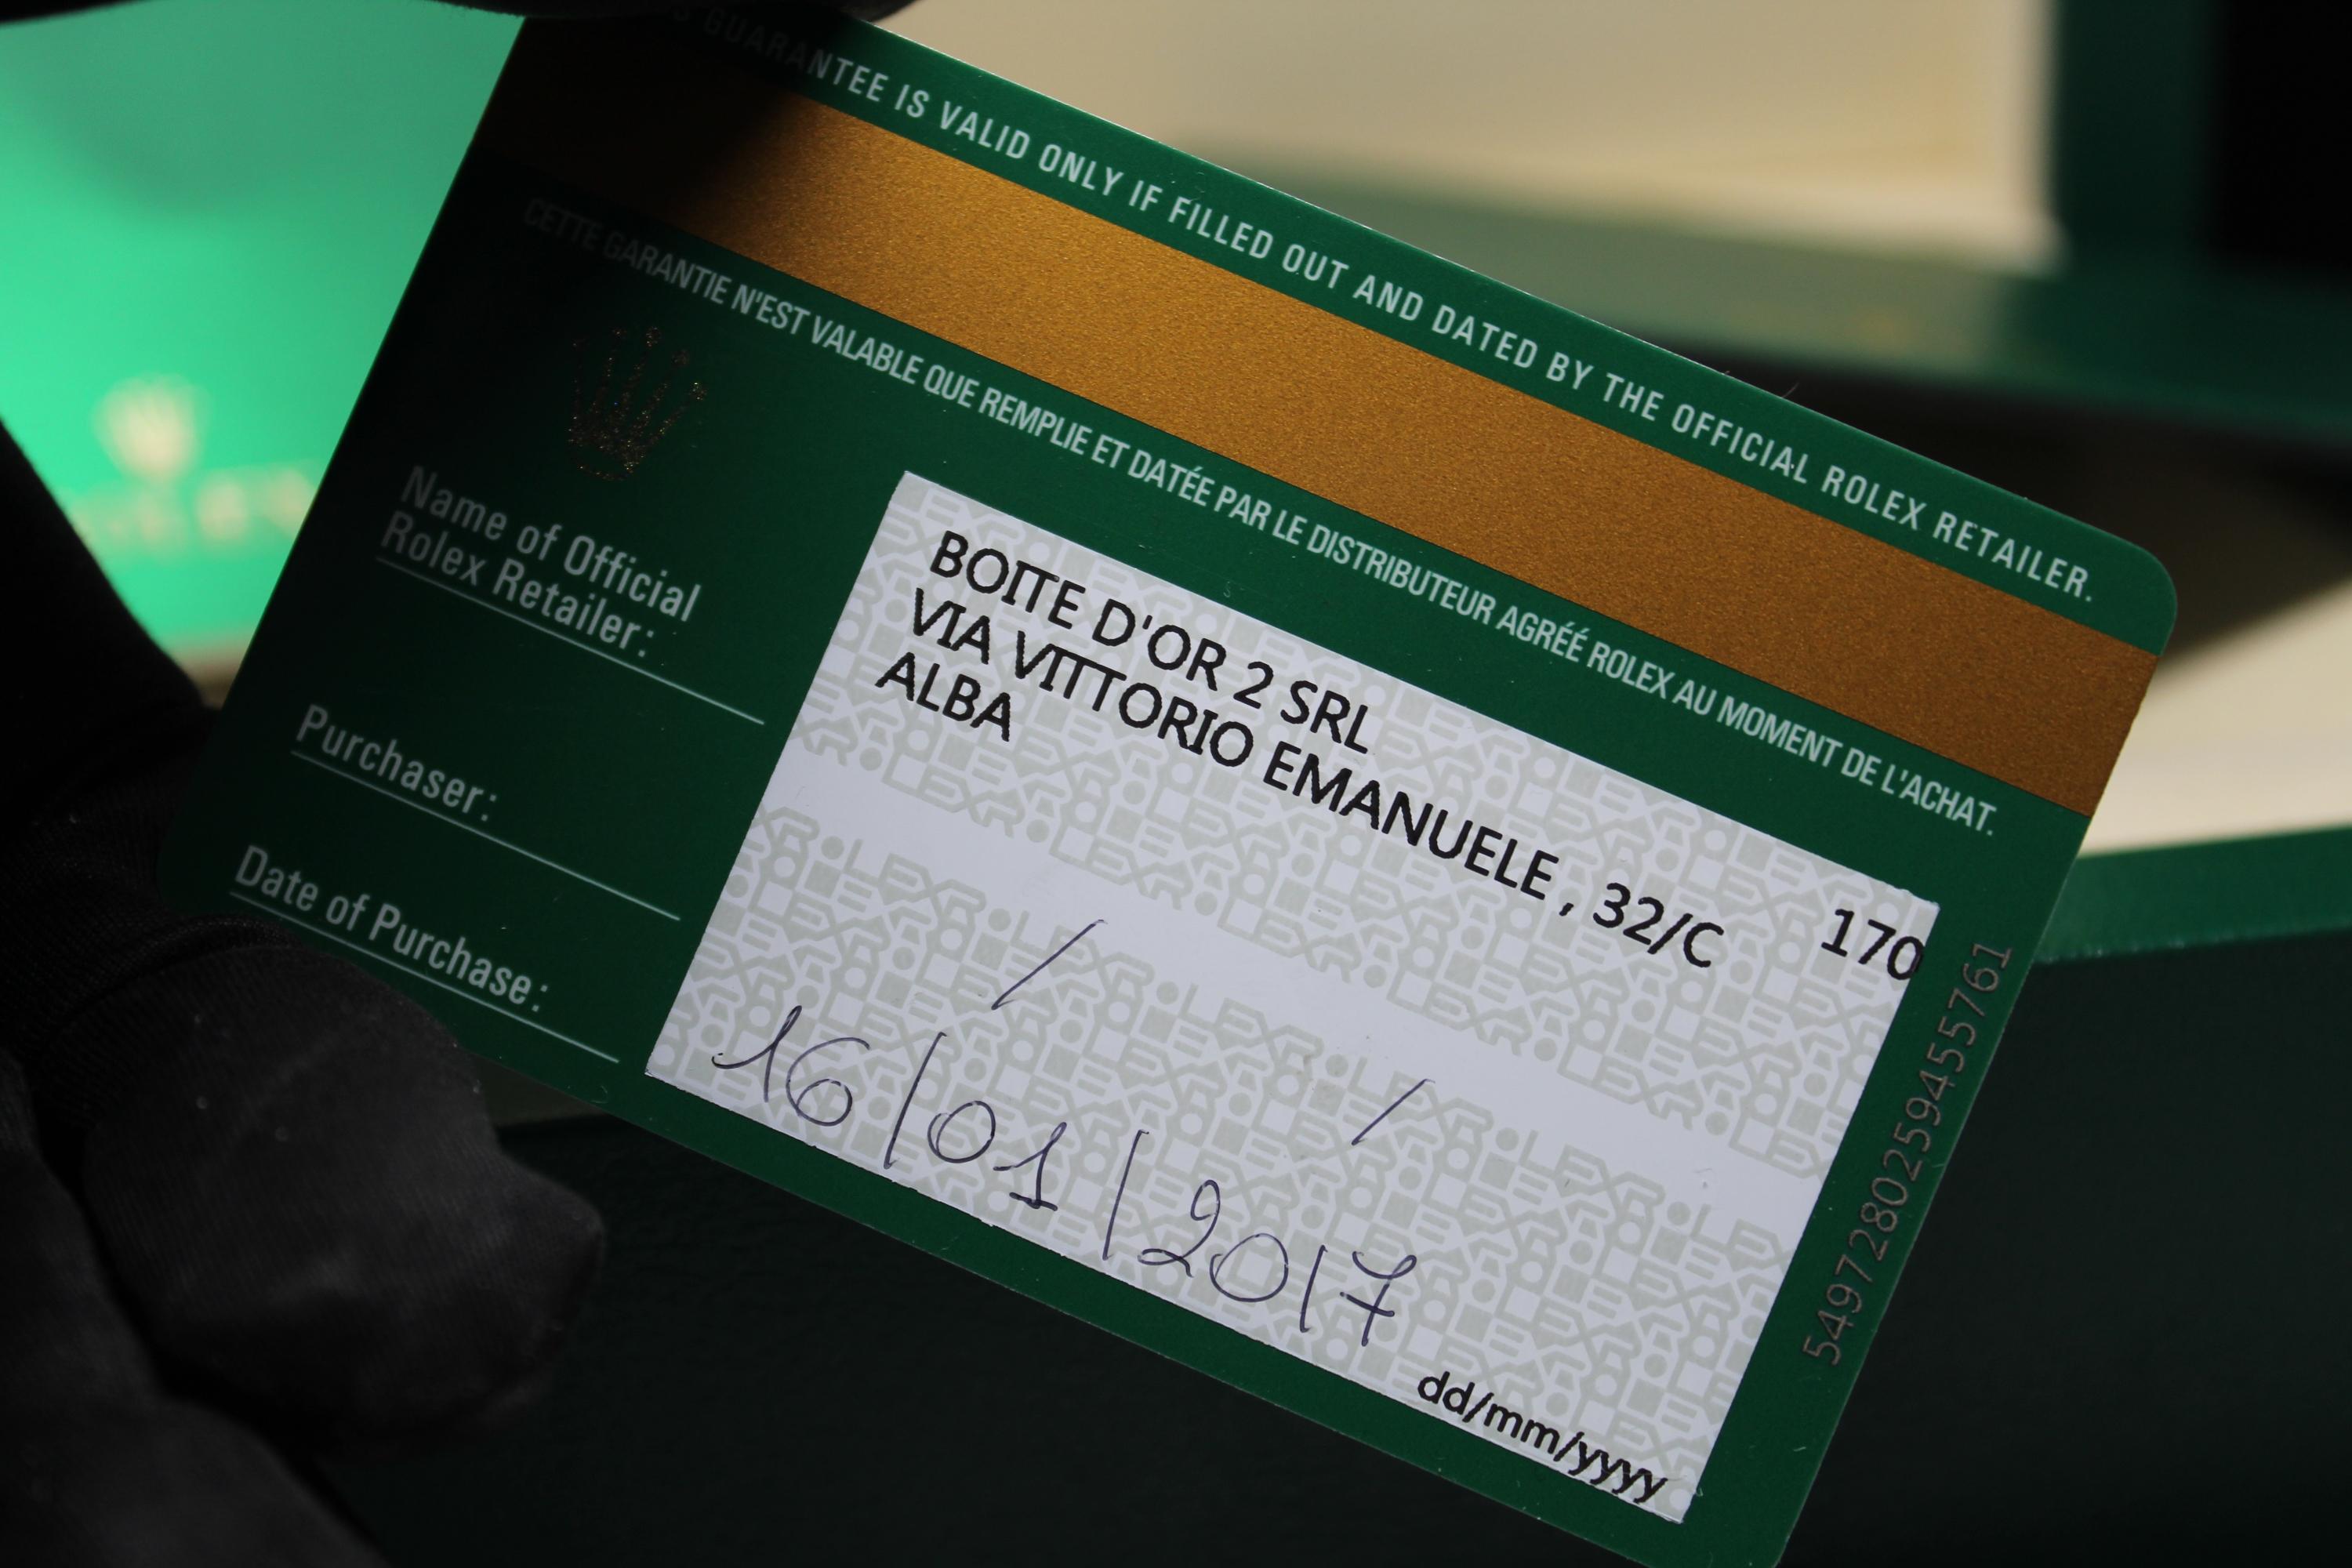 GUARANTEE IS VALID ONLY IF FILLED OUT AND DATED BY THE OFFICIAL ROLEX RETAILER.
CETTE GARANTIE N'EST VALABLE QUE REMPLIE ET DATÉE PAR LE DISTRIBUTEUR AGRÉÉ ROLEX AU MOMENT DE L'ACHAT.
Name of Official
Rolex Retailer:
BOITE D'OR 2 SRL
VIA VITTORIO EMANUELE , 32/C 170
ALBA
Purchaser:
/ /
Date of Purchase:
16/01/2017
dd/mm/yyyy
5497280259455761